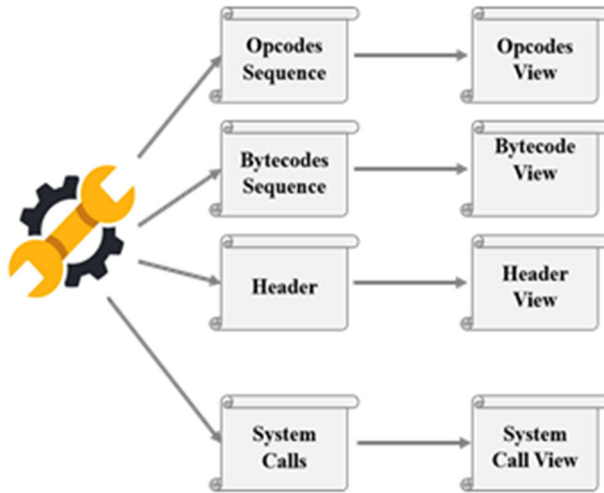 Opcodes
Sequence
Opcodes
View
Bytecodes
Sequence
Bytecode
View
Header
Header
View
System
Calls
System
Call View